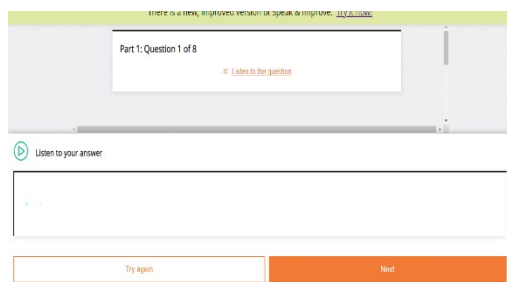 There is a new, improved version of Speak & Improve. Try it now!
Part 1: Question 1 of 8
Listen to the question
Listen to your answer
Try again
Next